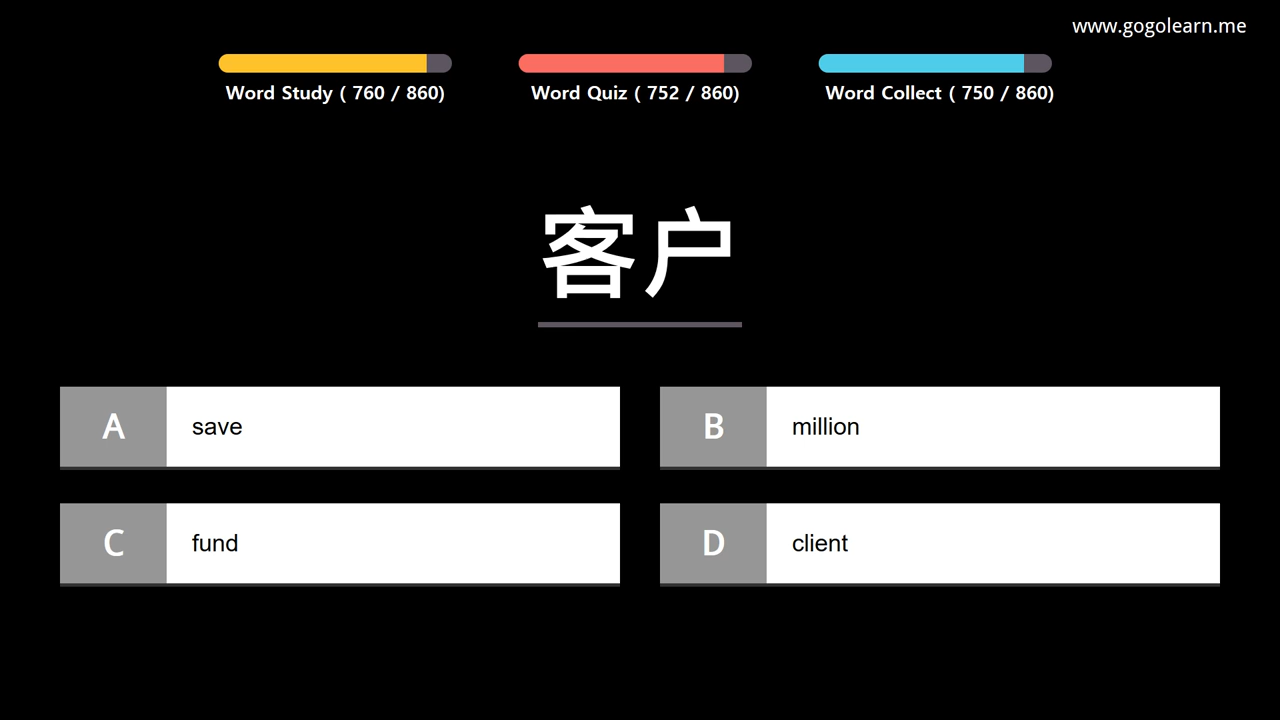 www.gogolearn.me
Word Study ( 760 / 860)
Word Quiz ( 752 / 860)
Word Collect ( 750 / 860)
客户
A save
B million
C fund
D client